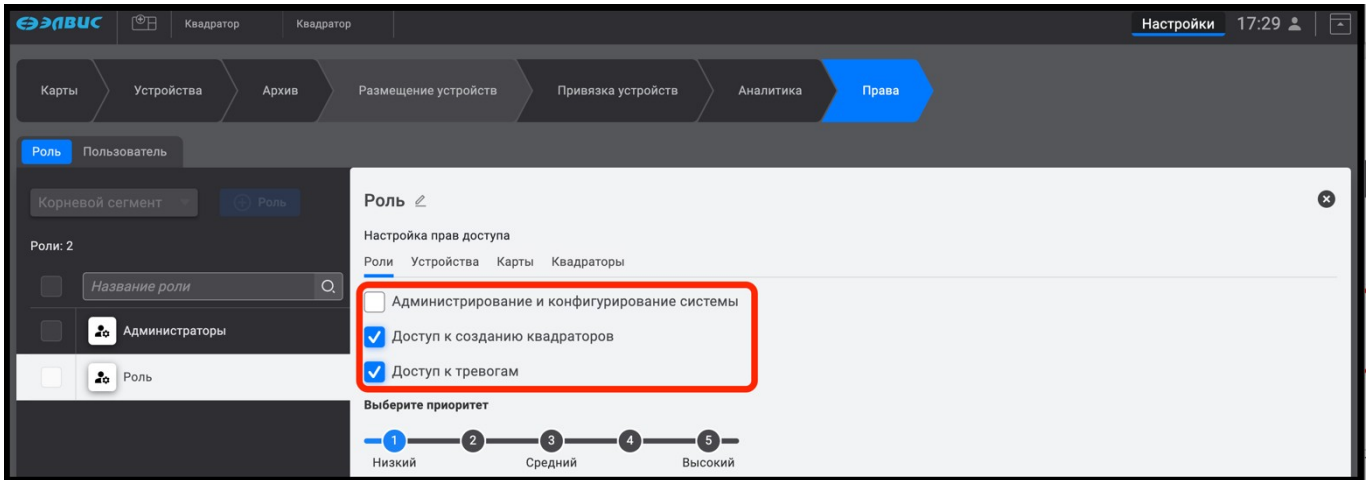 ЭЛВИС Квадратор Квадратор Настройки 17:29
Карты Устройства Архив Размещение устройств Привязка устройств Аналитика Права
Роль Пользователь
Корневой сегмент Роль
Роли: 2
Название роли
Администраторы
Роль
Роль
Настройка прав доступа
Роли Устройства Карты Квадраторы
Администрирование и конфигурирование системы
Доступ к созданию квадраторов
Доступ к тревогам
Выберите приоритет
1 2 3 4 5
Низкий Средний Высокий